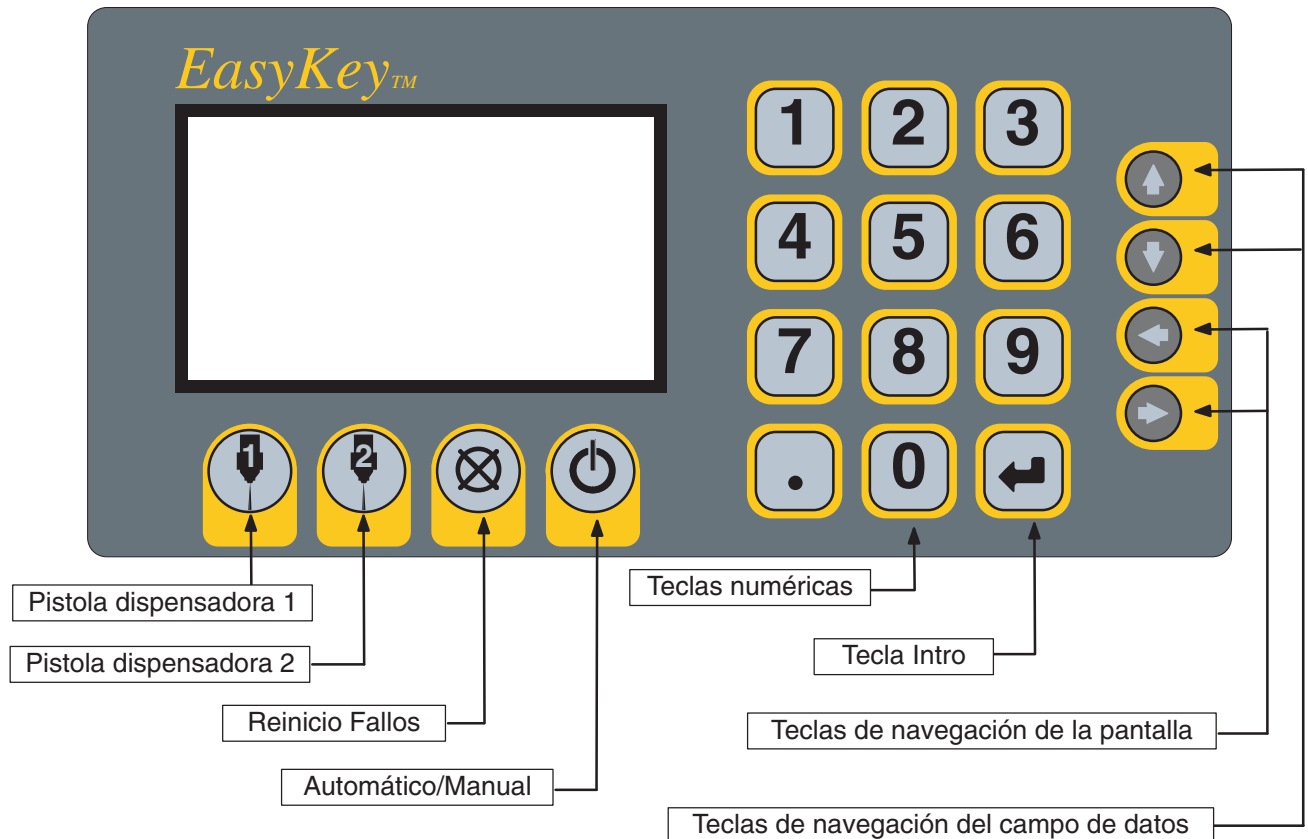 EasyKey™
1 2 3
4 5 6
7 8 9
. 0
1 2
Teclas numéricas
Pistola dispensadora 1
Tecla Intro
Pistola dispensadora 2
Reinicio Fallos
Teclas de navegación de la pantalla
Automático/Manual
Teclas de navegación del campo de datos